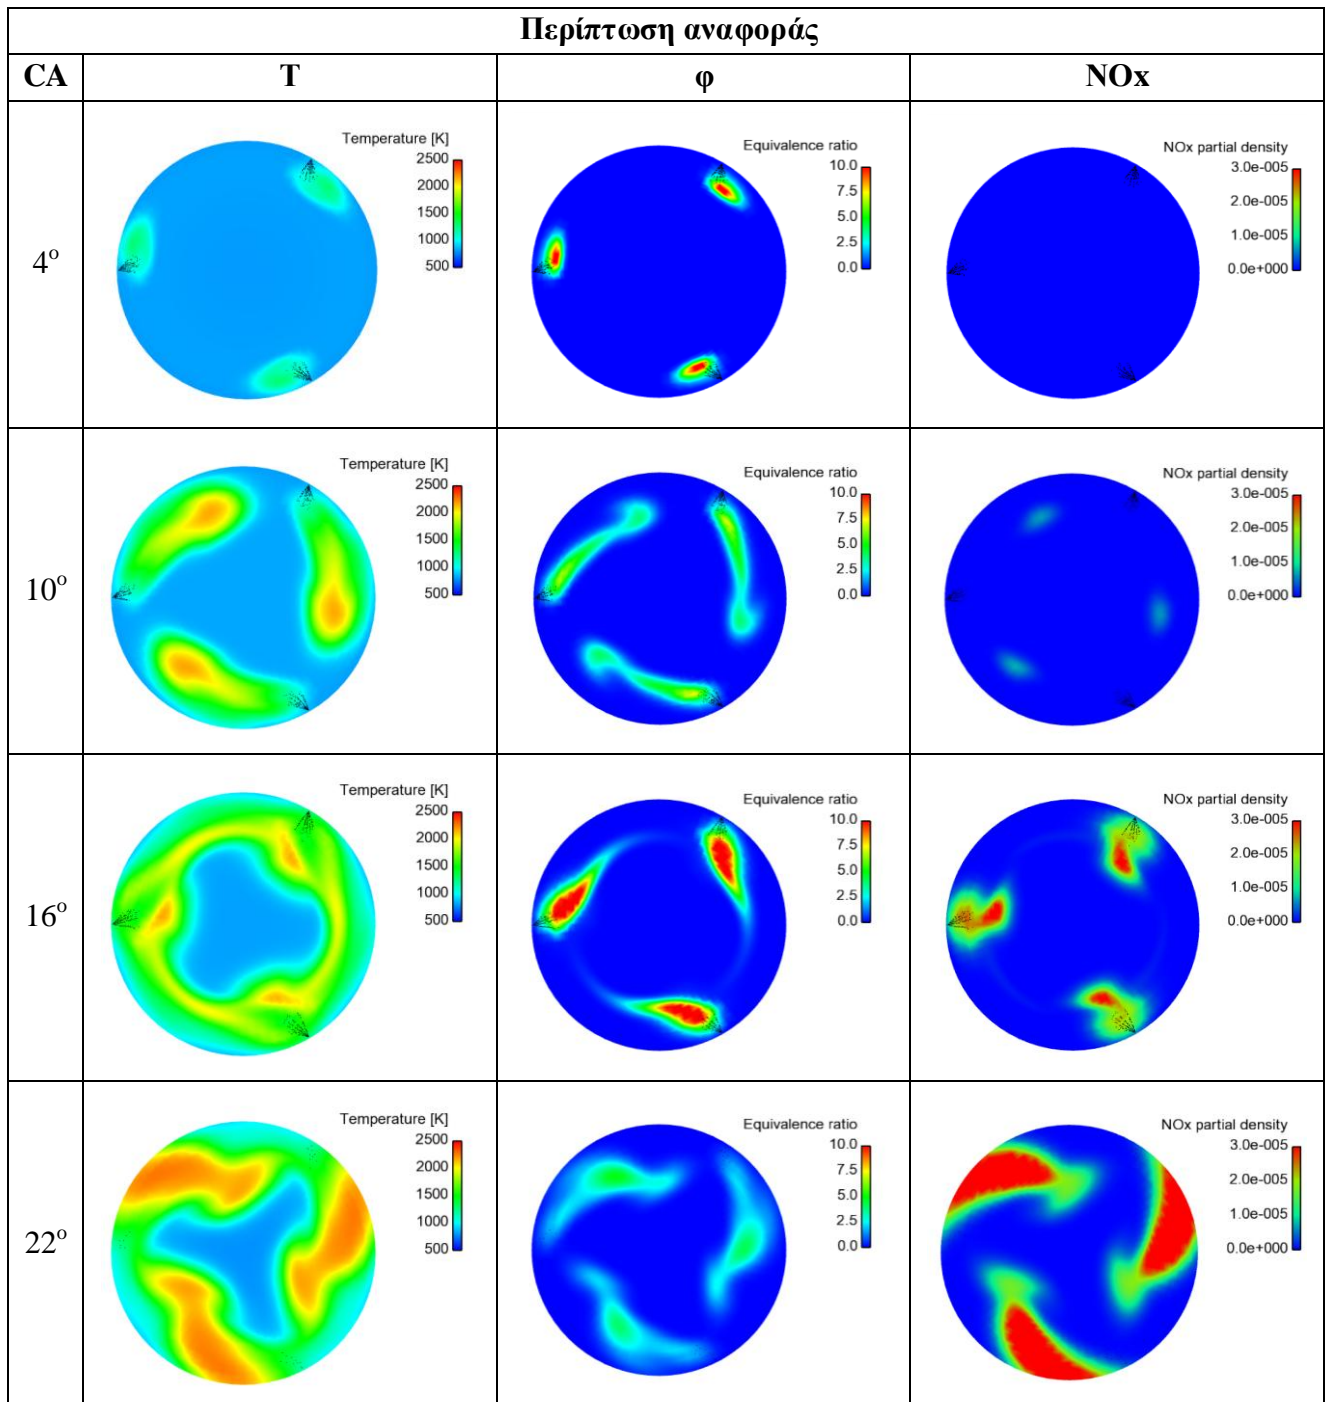 Περίπτωση αναφοράς
CA T φ NOx
4º
Temperature [K]
2500
2000
1500
1000
500
Equivalence ratio
10.0
7.5
5.0
2.5
0.0
NOx partial density
3.0e-005
2.0e-005
1.0e-005
0.0e+000
10º
Temperature [K]
2500
2000
1500
1000
500
Equivalence ratio
10.0
7.5
5.0
2.5
0.0
NOx partial density
3.0e-005
2.0e-005
1.0e-005
0.0e+000
16º
Temperature [K]
2500
2000
1500
1000
500
Equivalence ratio
10.0
7.5
5.0
2.5
0.0
NOx partial density
3.0e-005
2.0e-005
1.0e-005
0.0e+000
22º
Temperature [K]
2500
2000
1500
1000
500
Equivalence ratio
10.0
7.5
5.0
2.5
0.0
NOx partial density
3.0e-005
2.0e-005
1.0e-005
0.0e+000